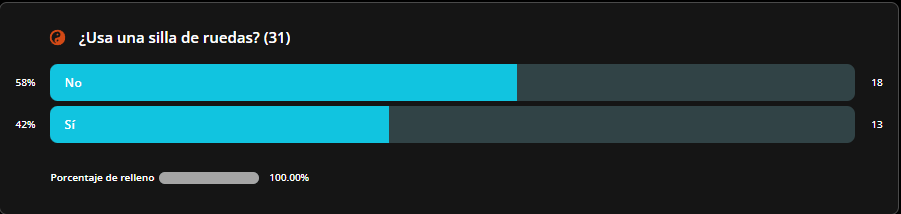 ¿Usa una silla de ruedas? (31)
58% No 18
42% Sí 13
Porcentaje de relleno 100.00%